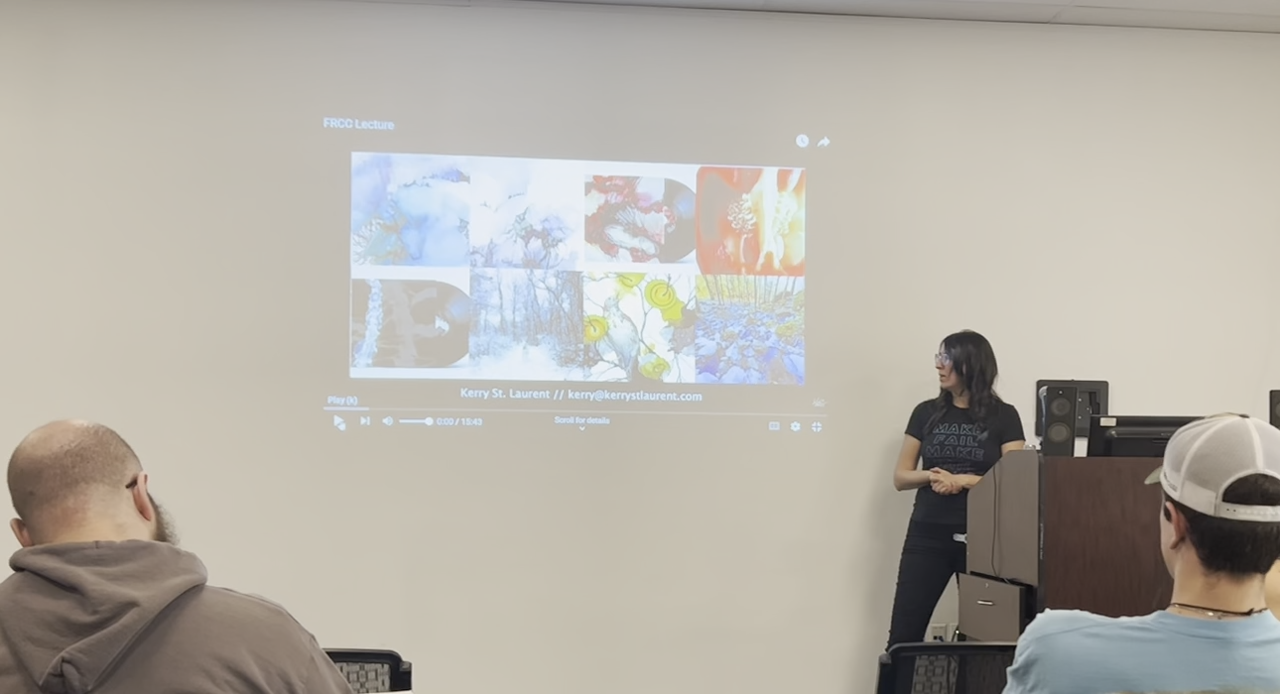 FRCC Lecture
Kerry St. Laurent // kerry@kerrystlaurent.com
Play (k)
0:00 / 15:43
Scroll for details
MAKE
FAIL
MAKE